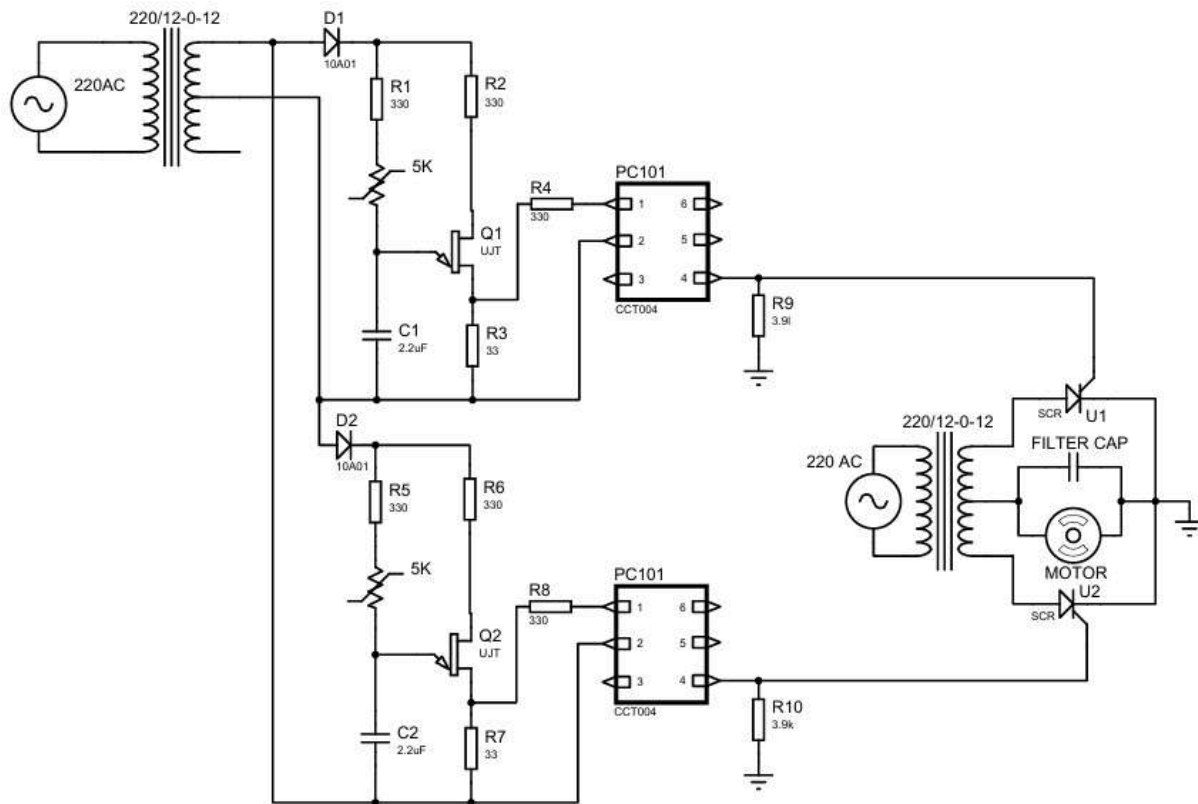 220/12-0-12
D1
10A01
220AC
R1
330
R2
330
5K
PC101
R4
330
1
6
2
5
3
4
CCT004
Q1
UJT
C1
2.2uF
R3
33
R9
3.9l
D2
10A01
SCR
U1
220/12-0-12
FILTER CAP
220 AC
R5
330
R6
330
5K
PC101
MOTOR
U2
SCR
R8
330
1
6
2
5
3
4
CCT004
Q2
UJT
C2
2.2uF
R7
33
R10
3.9k